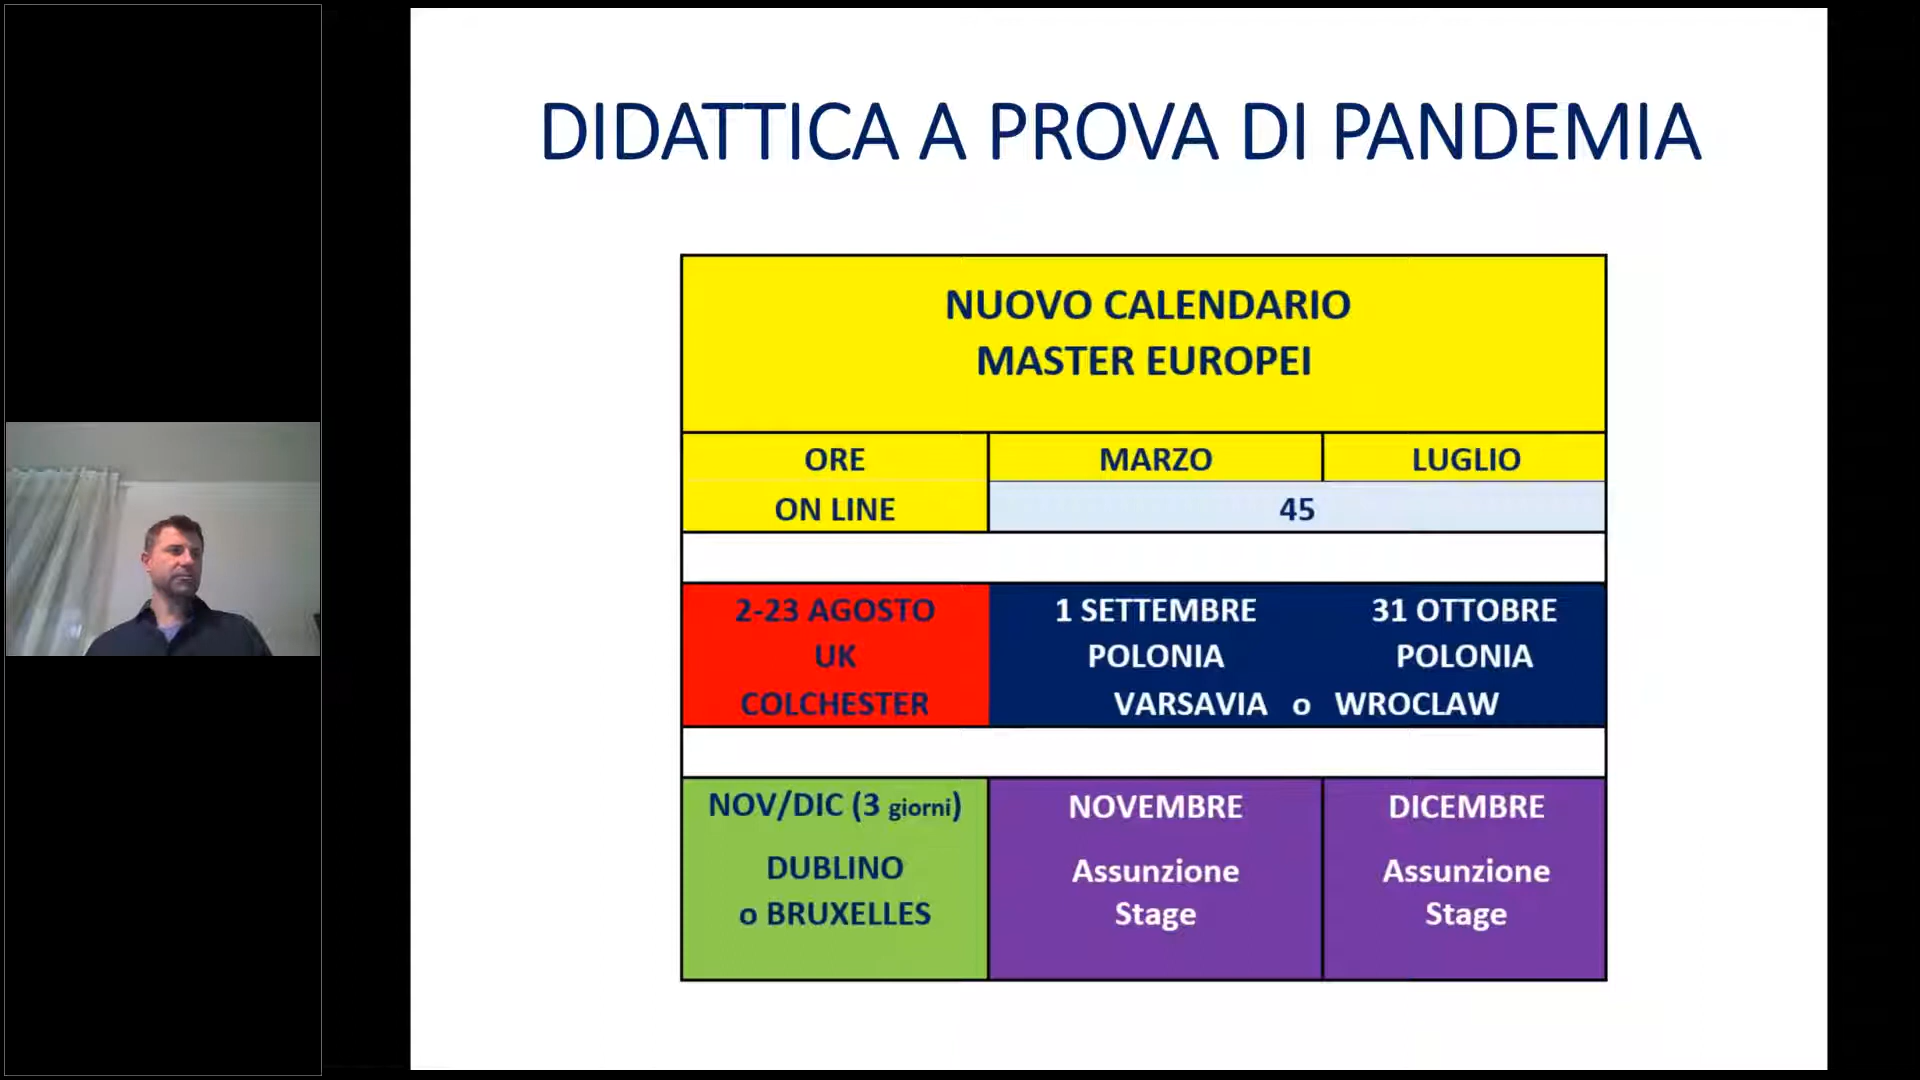 DIDATTICA A PROVA DI PANDEMIA
NUOVO CALENDARIO
MASTER EUROPEI
ORE MARZO LUGLIO
ON LINE 45
2-23 AGOSTO
UK
COLCHESTER
1 SETTEMBRE 31 OTTOBRE
POLONIA POLONIA
VARSAVIA o WROCLAW
NOV/DIC (3 giorni)
DUBLINO
o BRUXELLES
NOVEMBRE
Assunzione
Stage
DICEMBRE
Assunzione
Stage